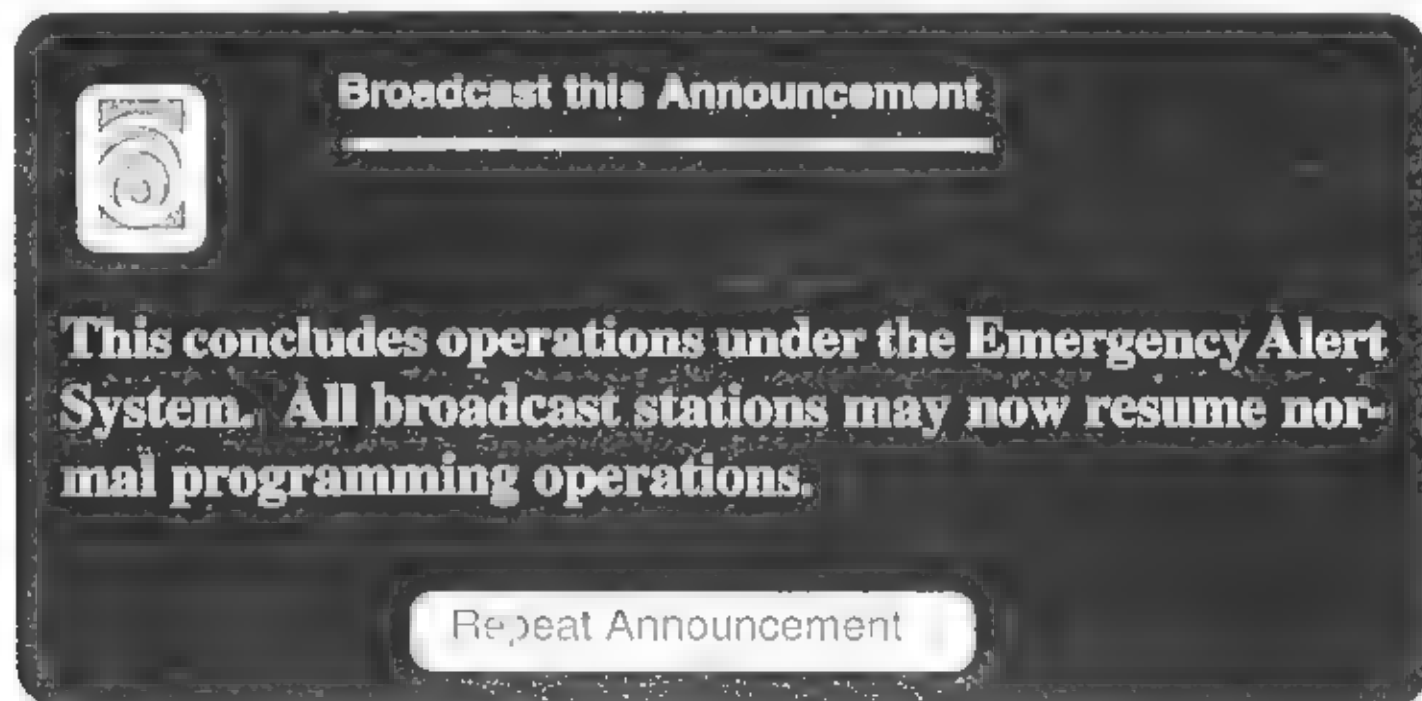 Broadcast this Announcement
This concludes operations under the Emergency Alert
System. All broadcast stations may now resume nor-
mal programming operations.
Repeat Announcement